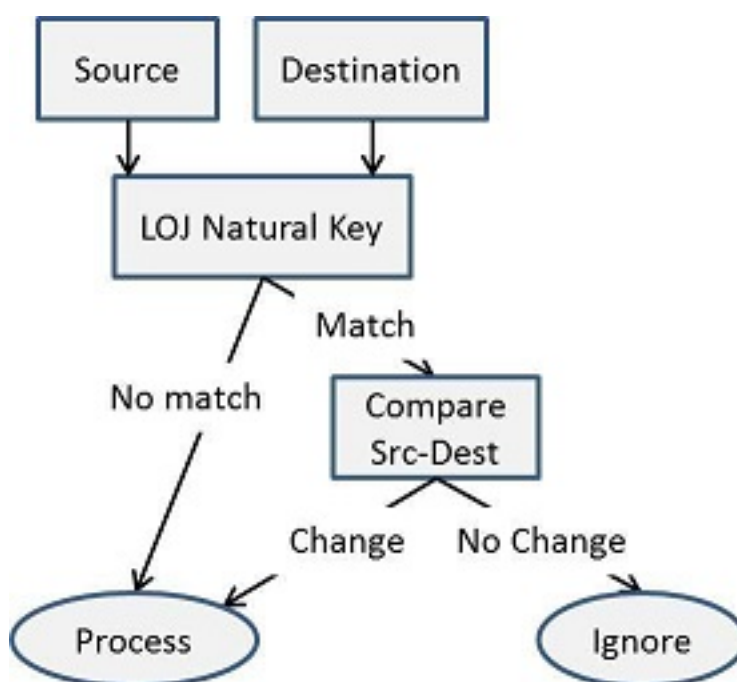 Source
Destination
LOJ Natural Key
Match
No match
Compare
Src-Dest
Change
No Change
Process
Ignore